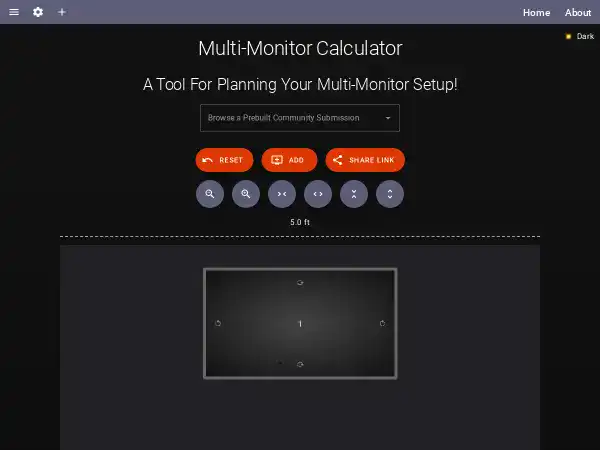 Home About
Dark
Multi-Monitor Calculator
A Tool For Planning Your Multi-Monitor Setup!
Browse a Prebuilt Community Submission
RESET ADD SHARE LINK
5.0 ft
1